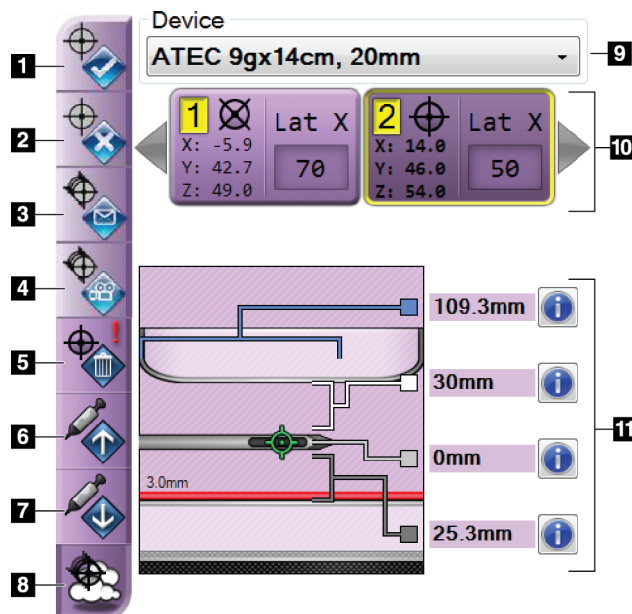 Device
ATEC 9gx14cm, 20mm
1
2
3
4
5
6
7
8
9
10
11
1
Lat X
X: -5.9
Y: 42.7
Z: 49.0
70
2
Lat X
X: 14.0
Y: 46.0
Z: 54.0
50
109.3mm
30mm
0mm
3.0mm
25.3mm